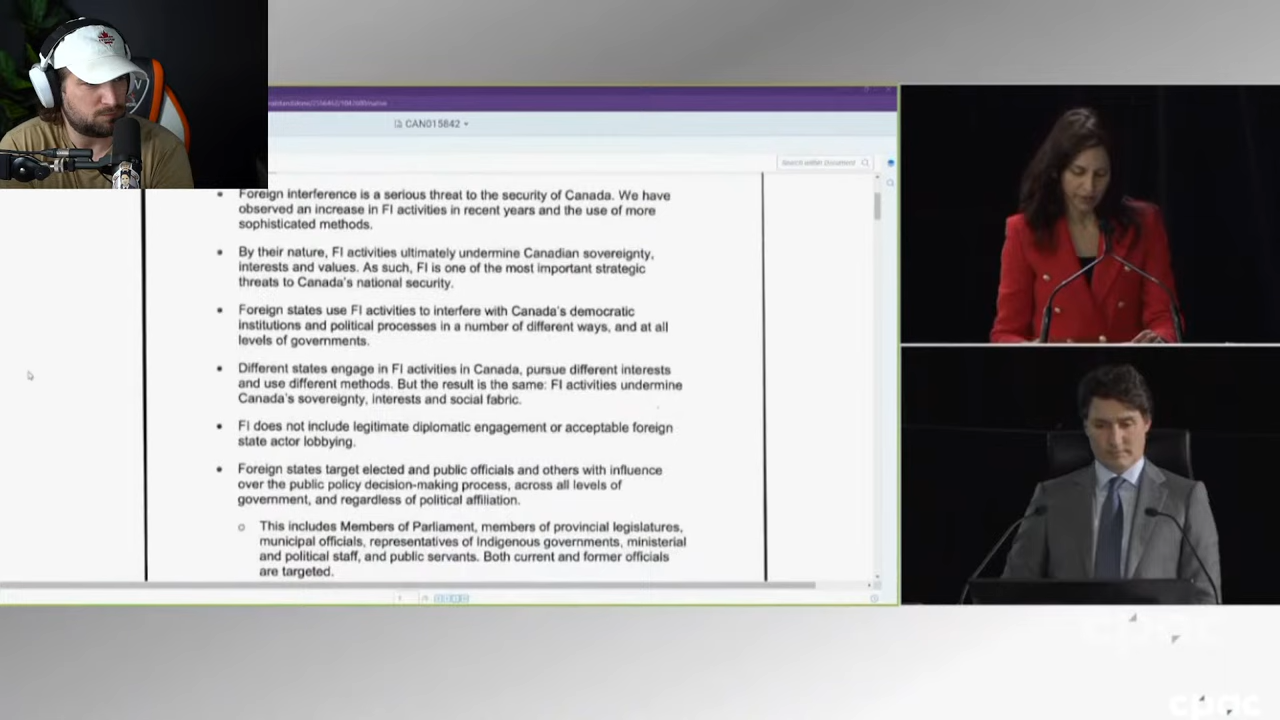 CAN015842
Search within Document
Foreign interference is a serious threat to the security of Canada. We have
observed an increase in FI activities in recent years and the use of more
sophisticated methods.
By their nature, FI activities ultimately undermine Canadian sovereignty,
interests and values. As such, FI is one of the most important strategic
threats to Canada's national security.
Foreign states use FI activities to interfere with Canada's democratic
institutions and political processes in a number of different ways, and at all
levels of governments.
Different states engage in FI activities in Canada, pursue different interests
and use different methods. But the result is the same: FI activities undermine
Canada's sovereignty, interests and social fabric.
FI does not include legitimate diplomatic engagement or acceptable foreign
state actor lobbying.
Foreign states target elected and public officials and others with influence
over the public policy decision-making process, across all levels of
government, and regardless of political affiliation.
This includes Members of Parliament, members of provincial legislatures,
municipal officials, representatives of Indigenous governments, ministerial
and political staff, and public servants. Both current and former officials
are targeted.
cpac
cpac